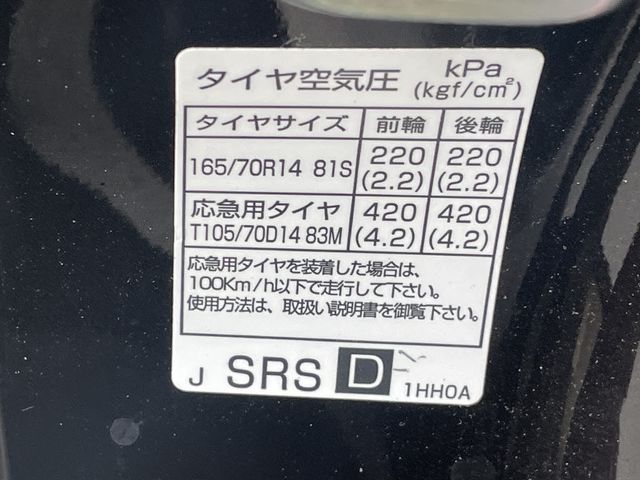 タイヤ空気圧 kPa (kgf/cm²)
タイヤサイズ 前輪 後輪
165/70R14 81S 220 (2.2) 220 (2.2)
応急用タイヤ 420 420
T105/70D14 83M (4.2) (4.2)
応急用タイヤを装着した場合は、
100Km/h以下で走行して下さい。
使用方法は、取扱い説明書を御覧下さい。
J SRS D 1HH0A